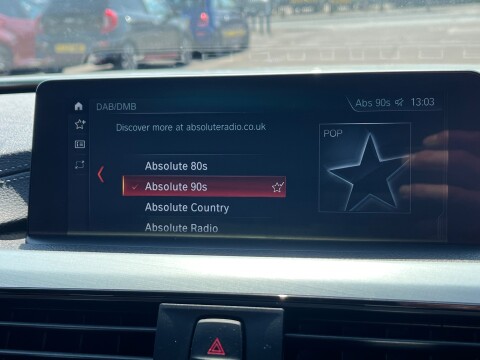 DAB/DMB
Abs 90s 13:03
Discover more at absoluteradio.co.uk
POP
Absolute 80s
Absolute 90s
Absolute Country
Absolute Radio